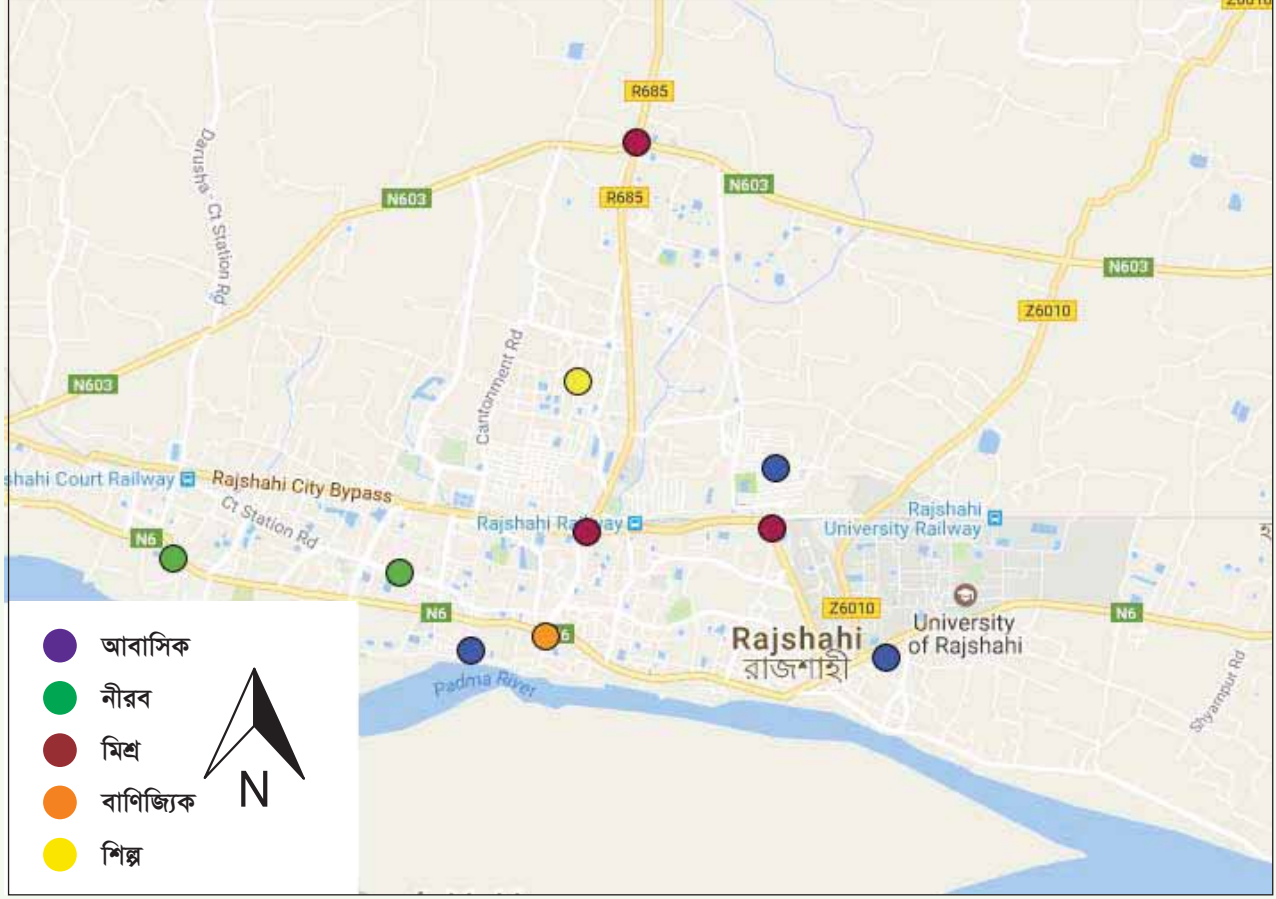 R685
Darusha - Ct Station Rd
N603
R685
N603
N603
Z6010
Cantonment Rd
N603
shahi Court Railway
Rajshahi City Bypass
Ct Station Rd
Rajshahi Railway
Rajshahi
University Railway
N6
N6
Z6010
University
of Rajshahi
N6
Rajshahi
রাজশাহী
Padma River
Shyampur Rd
আবাসিক
নীরব
মিশ্র
বাণিজ্যিক
শিল্প
N